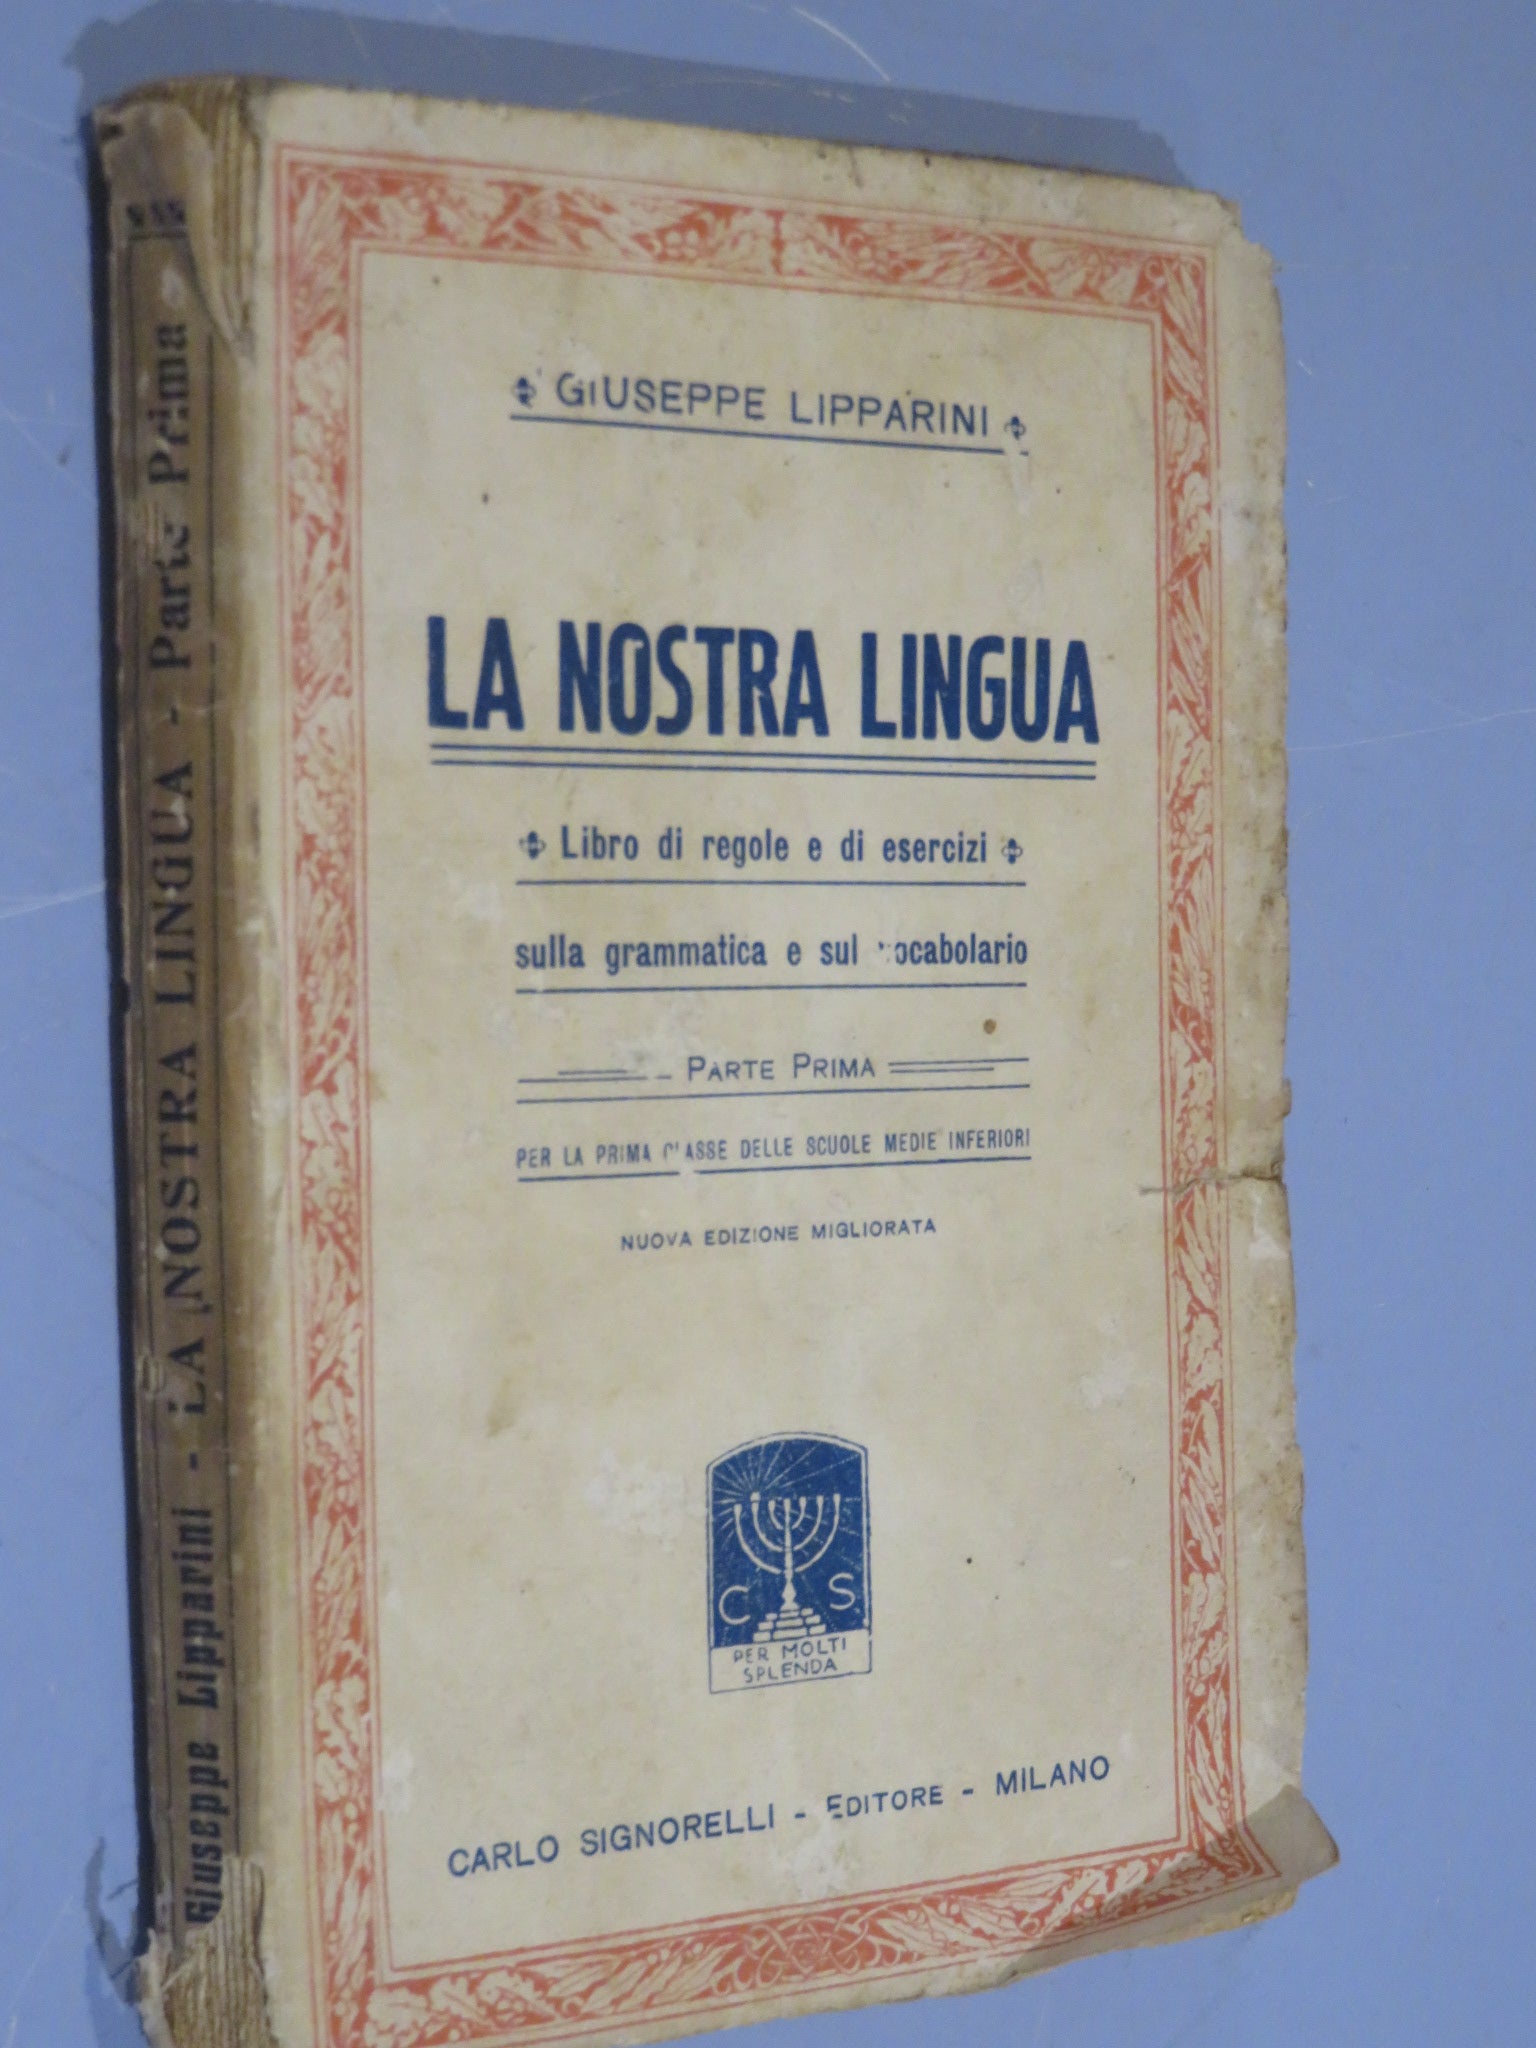 GIUSEPPE LIPPARINI
LA NOSTRA LINGUA
Libro di regole e di esercizi
sulla grammatica e sul vocabolario
PARTE PRIMA
PER LA PRIMA CLASSE DELLE SCUOLE MEDIE INFERIORI
NUOVA EDIZIONE MIGLIORATA
C S
PER MOLTI
SPLENDA
CARLO SIGNORELLI - EDITORE - MILANO
Giuseppe Lipparini - LA NOSTRA LINGUA - Parte Prima